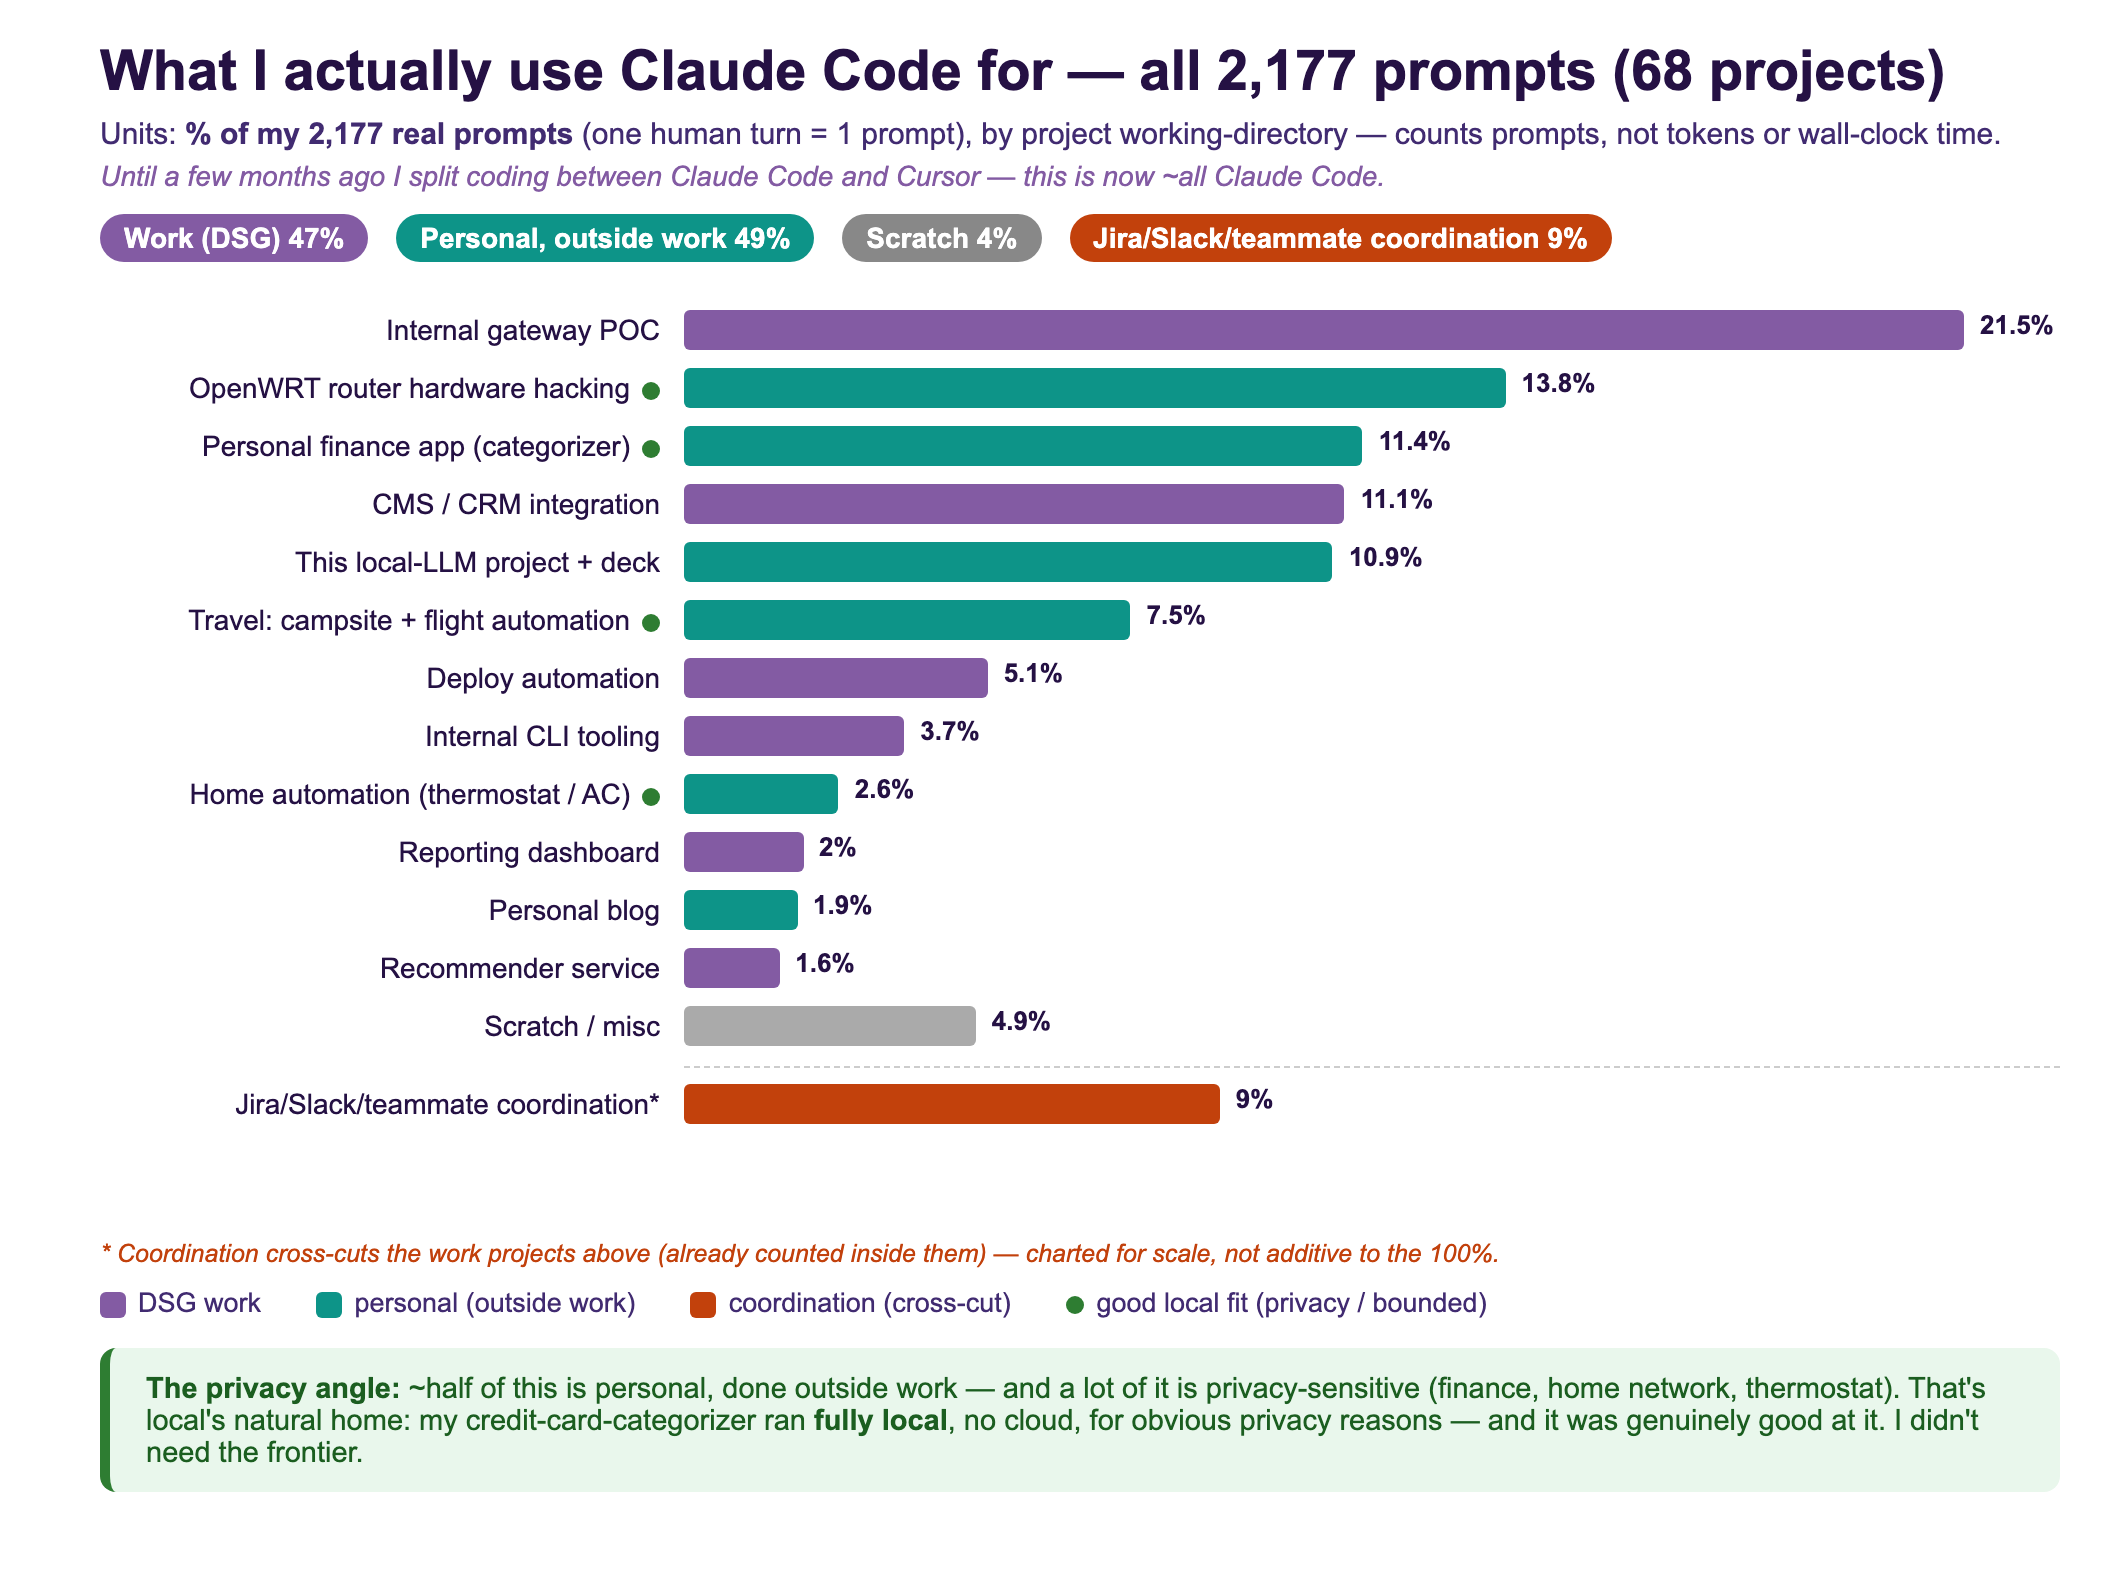 What I actually use Claude Code for — all 2,177 prompts (68 projects)
Units: % of my 2,177 real prompts (one human turn = 1 prompt), by project working-directory — counts prompts, not tokens or wall-clock time.
Until a few months ago I split coding between Claude Code and Cursor — this is now ~all Claude Code.
Work (DSG) 47% Personal, outside work 49% Scratch 4% Jira/Slack/teammate coordination 9%
Internal gateway POC 21.5%
OpenWRT router hardware hacking 13.8%
Personal finance app (categorizer) 11.4%
CMS / CRM integration 11.1%
This local-LLM project + deck 10.9%
Travel: campsite + flight automation 7.5%
Deploy automation 5.1%
Internal CLI tooling 3.7%
Home automation (thermostat / AC) 2.6%
Reporting dashboard 2%
Personal blog 1.9%
Recommender service 1.6%
Scratch / misc 4.9%
Jira/Slack/teammate coordination* 9%
* Coordination cross-cuts the work projects above (already counted inside them) — charted for scale, not additive to the 100%.
DSG work personal (outside work) coordination (cross-cut) good local fit (privacy / bounded)
The privacy angle: ~half of this is personal, done outside work — and a lot of it is privacy-sensitive (finance, home network, thermostat). That's
local's natural home: my credit-card-categorizer ran fully local, no cloud, for obvious privacy reasons — and it was genuinely good at it. I didn't
need the frontier.